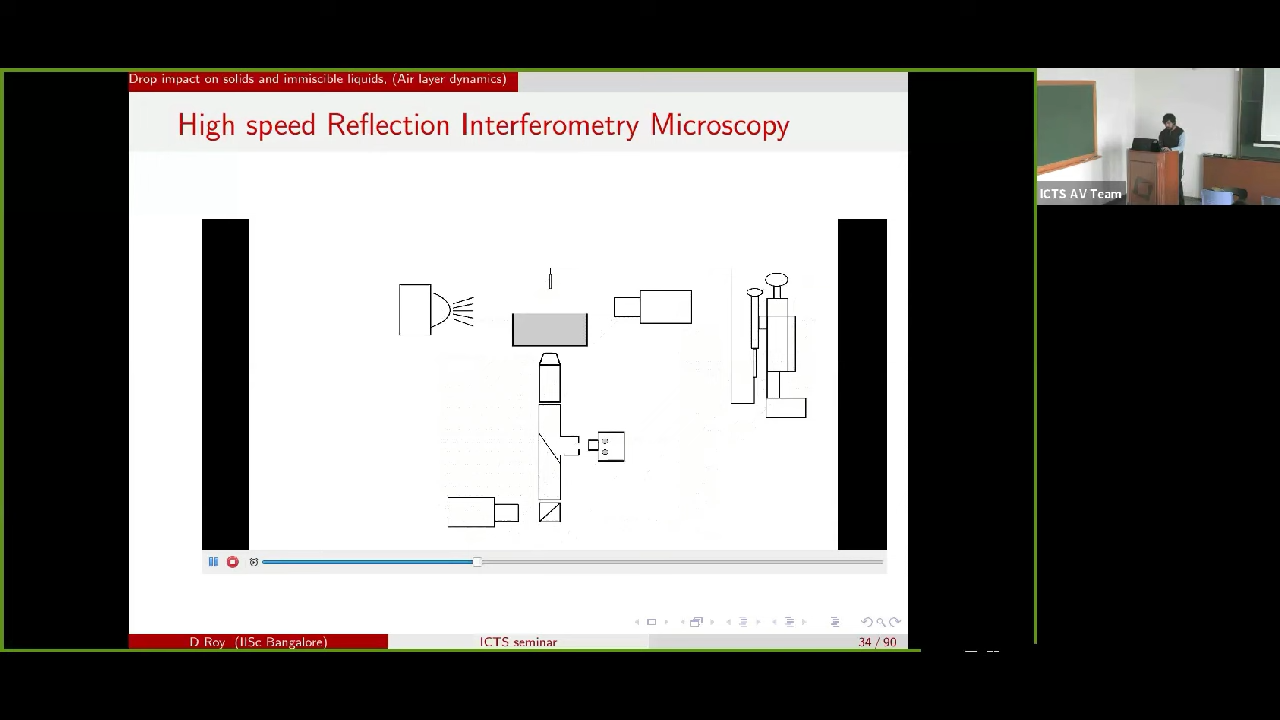 Drop impact on solids and immiscible liquids, (Air layer dynamics)
High speed Reflection Interferometry Microscopy
ICTS AV Team
D Roy (IISc Bangalore)
ICTS seminar
34 / 90